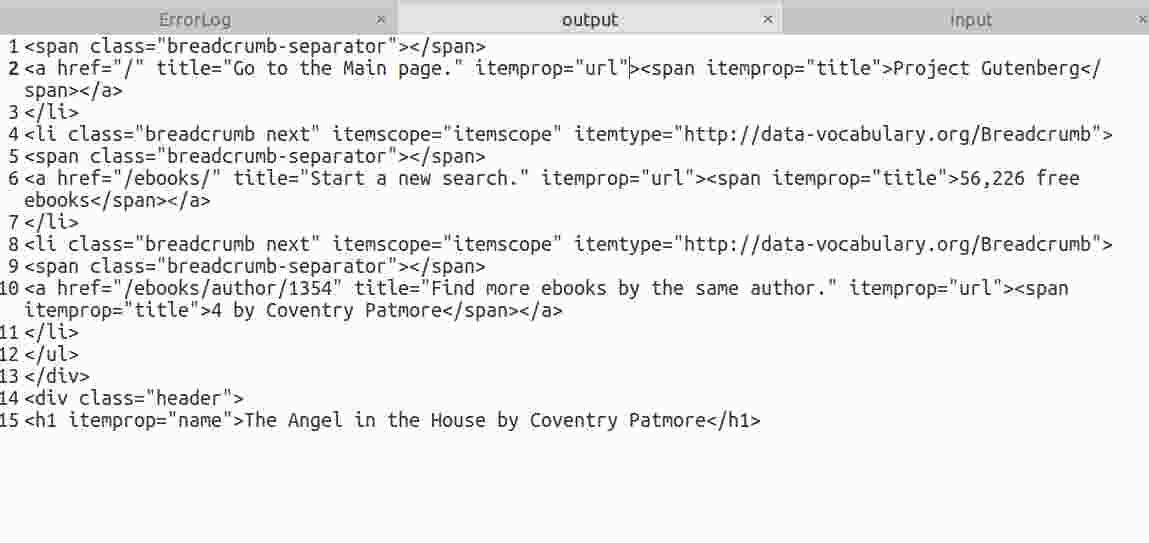 ErrorLog × output × input ×
1 <span class="breadcrumb-separator"></span>
2 <a href="/" title="Go to the Main page." itemprop="url"><span itemprop="title">Project Gutenberg</
span></a>
3 </li>
4 <li class="breadcrumb next" itemscope="itemscope" itemtype="http://data-vocabulary.org/Breadcrumb">
5 <span class="breadcrumb-separator"></span>
6 <a href="/ebooks/" title="Start a new search." itemprop="url"><span itemprop="title">56,226 free
ebooks</span></a>
7 </li>
8 <li class="breadcrumb next" itemscope="itemscope" itemtype="http://data-vocabulary.org/Breadcrumb">
9 <span class="breadcrumb-separator"></span>
10 <a href="/ebooks/author/1354" title="Find more ebooks by the same author." itemprop="url"><span
itemprop="title">4 by Coventry Patmore</span></a>
11 </li>
12 </ul>
13 </div>
14 <div class="header">
15 <h1 itemprop="name">The Angel in the House by Coventry Patmore</h1>